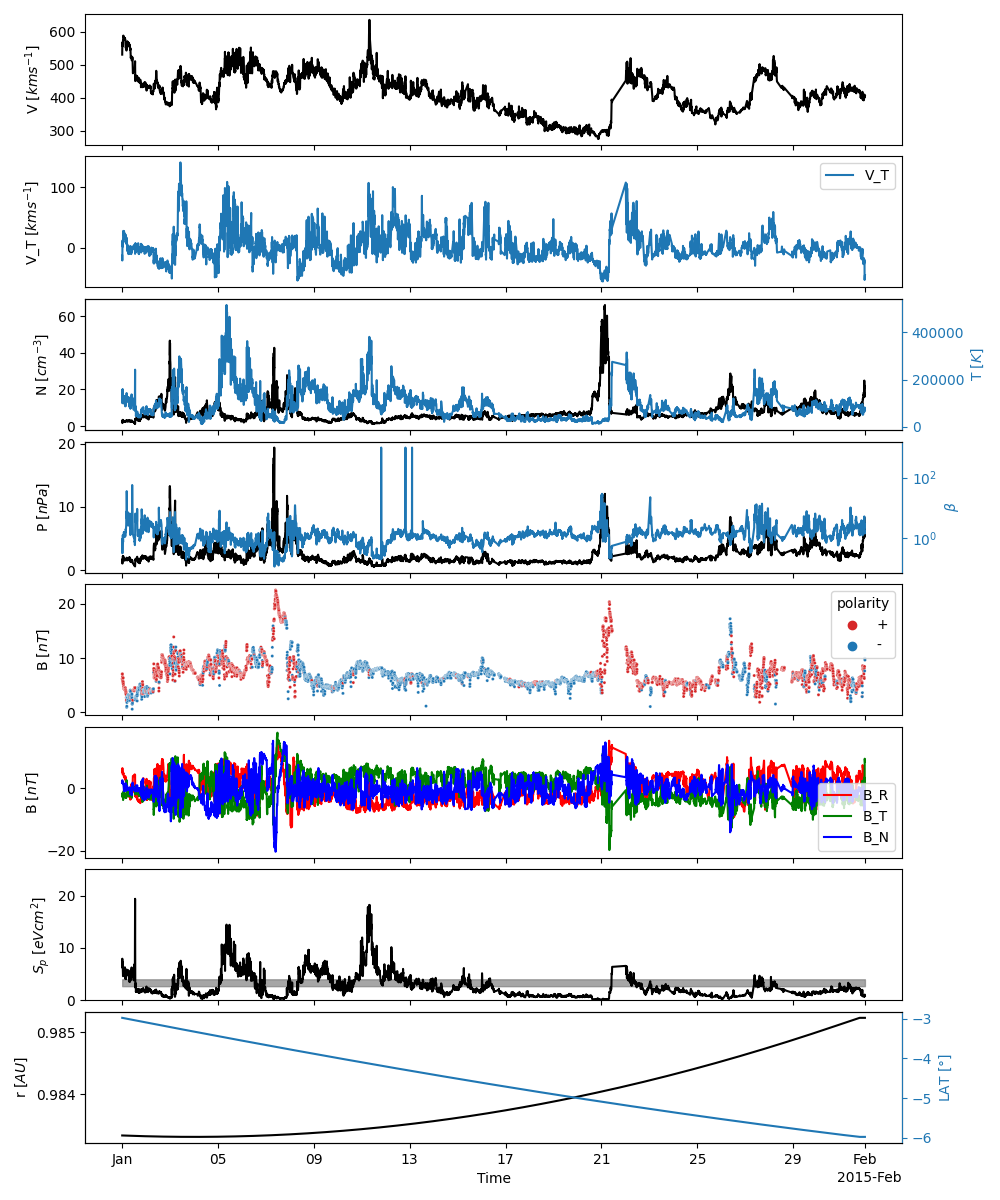 600
500
400
300
V [kms⁻¹]
100
0
V_T [kms⁻¹]
V_T
60
40
20
0
N [cm⁻³]
400000
200000
0
T [K]
20
10
0
P [nPa]
10²
10⁰
β
20
10
0
B [nT]
polarity
+
-
0
−20
B [nT]
B_R
B_T
B_N
20
10
0
Sₚ [eVcm²]
0.985
0.984
r [AU]
−3
−4
−5
−6
LAT [°]
Jan 05 09 13 17 21 25 29 Feb
Time
2015-Feb